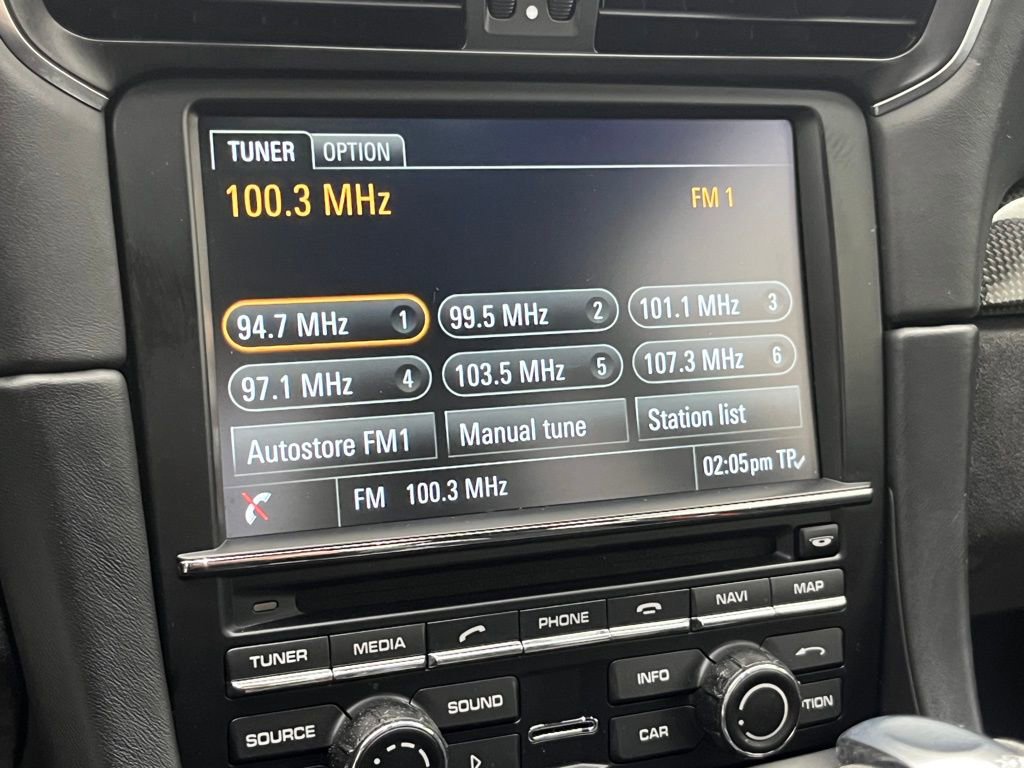 TUNER OPTION
100.3 MHz FM 1
94.7 MHz 1 99.5 MHz 2 101.1 MHz 3
97.1 MHz 4 103.5 MHz 5 107.3 MHz 6
Autostore FM1 Manual tune Station list
FM 100.3 MHz 02:05pm TP
TUNER MEDIA PHONE NAVI MAP
SOURCE SOUND INFO
CAR